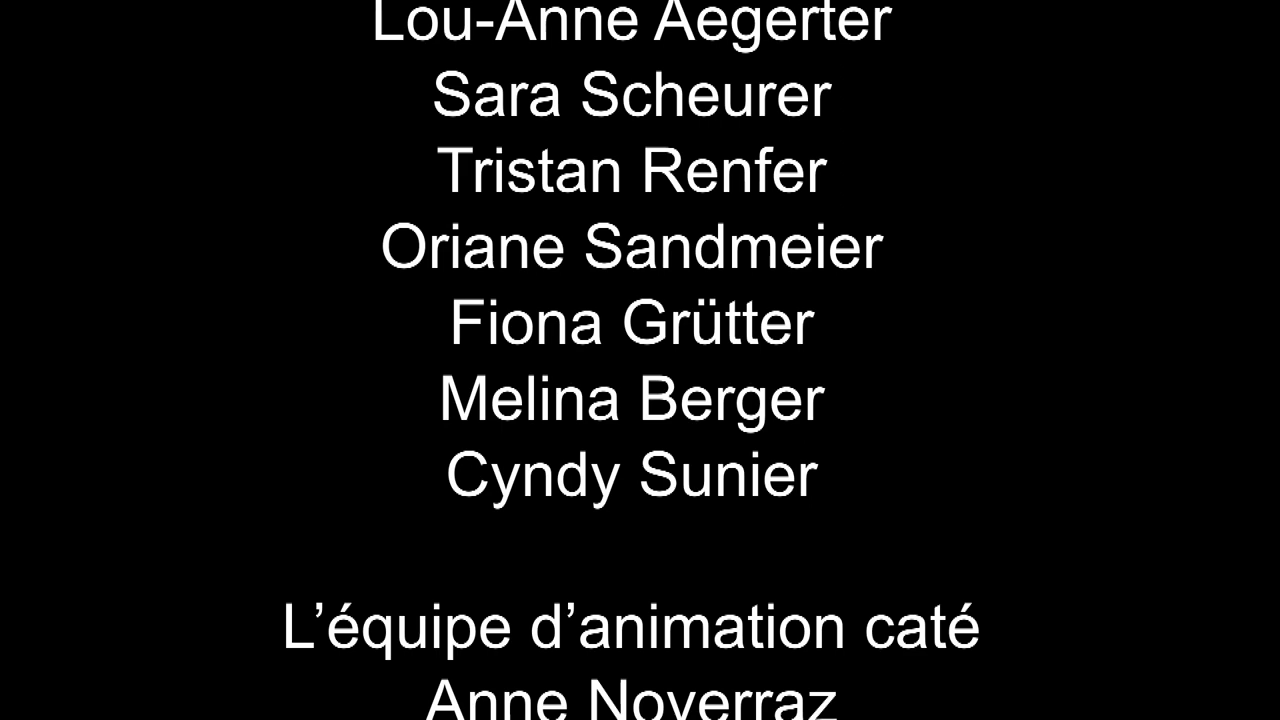 Lou-Anne Aegerter
Sara Scheurer
Tristan Renfer
Oriane Sandmeier
Fiona Grütter
Melina Berger
Cyndy Sunier
L’équipe d’animation caté
Anne Noverraz